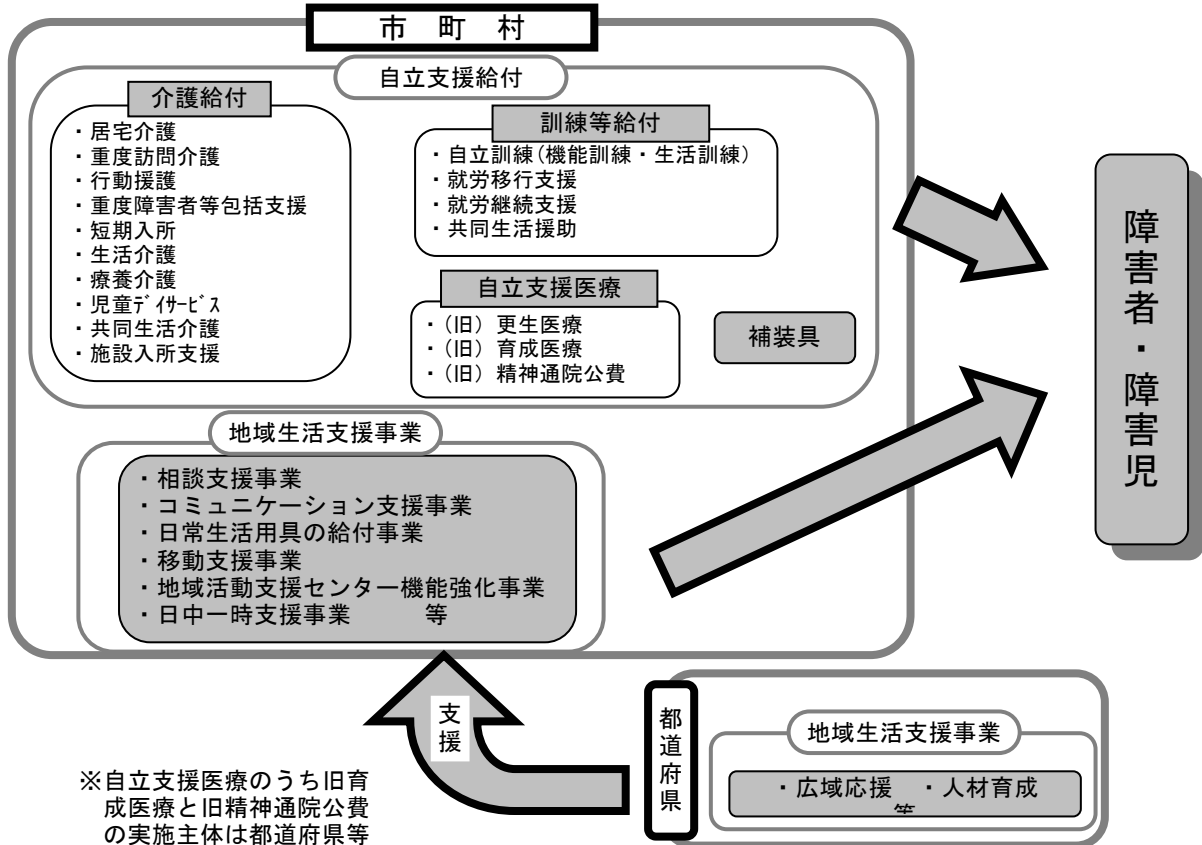 市 町 村
自立支援給付
介護給付
・居宅介護
・重度訪問介護
・行動援護
・重度障害者等包括支援
・短期入所
・生活介護
・療養介護
・児童ﾃﾞｲｻｰﾋﾞｽ
・共同生活介護
・施設入所支援
訓練等給付
・自立訓練(機能訓練・生活訓練)
・就労移行支援
・就労継続支援
・共同生活援助
自立支援医療
・(旧) 更生医療
・(旧) 育成医療
・(旧) 精神通院公費
補装具
障害者・障害児
地域生活支援事業
・相談支援事業
・コミュニケーション支援事業
・日常生活用具の給付事業
・移動支援事業
・地域活動支援センター機能強化事業
・日中一時支援事業 等
支援
都道府県
地域生活支援事業
・広域応援 ・人材育成
等
※自立支援医療のうち旧育
成医療と旧精神通院公費
の実施主体は都道府県等